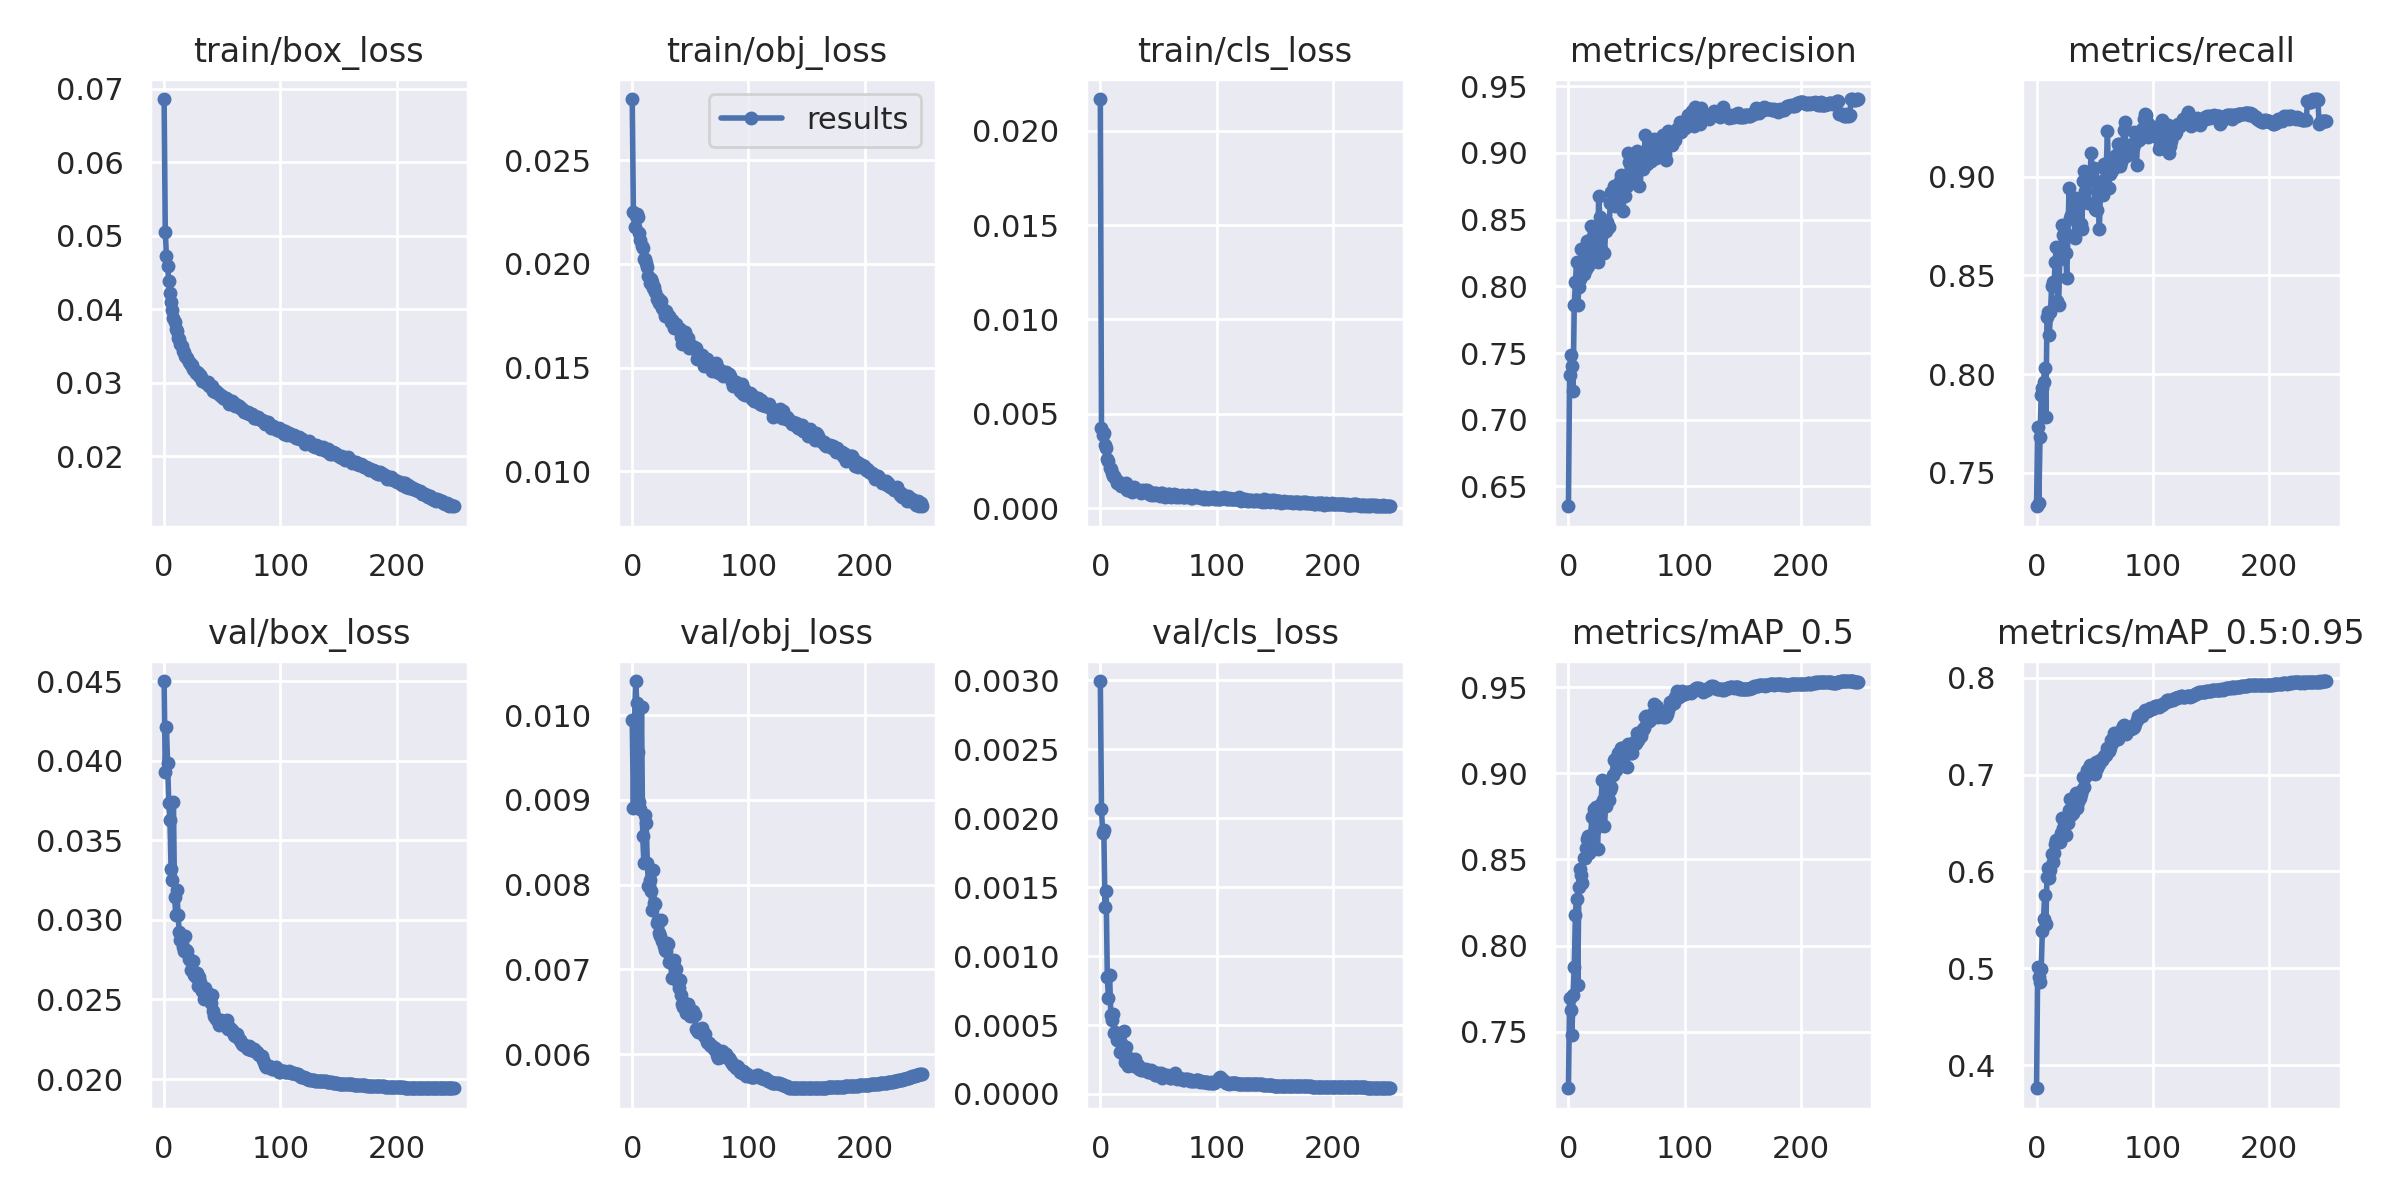 train/box_loss
0.07
0.06
0.05
0.04
0.03
0.02
0 100 200
train/obj_loss
results
0.025
0.020
0.015
0.010
0 100 200
train/cls_loss
0.020
0.015
0.010
0.005
0.000
0 100 200
metrics/precision
0.95
0.90
0.85
0.80
0.75
0.70
0.65
0 100 200
metrics/recall
0.90
0.85
0.80
0.75
0 100 200
val/box_loss
0.045
0.040
0.035
0.030
0.025
0.020
0 100 200
val/obj_loss
0.010
0.009
0.008
0.007
0.006
0 100 200
val/cls_loss
0.0030
0.0025
0.0020
0.0015
0.0010
0.0005
0.0000
0 100 200
metrics/mAP_0.5
0.95
0.90
0.85
0.80
0.75
0 100 200
metrics/mAP_0.5:0.95
0.8
0.7
0.6
0.5
0.4
0 100 200